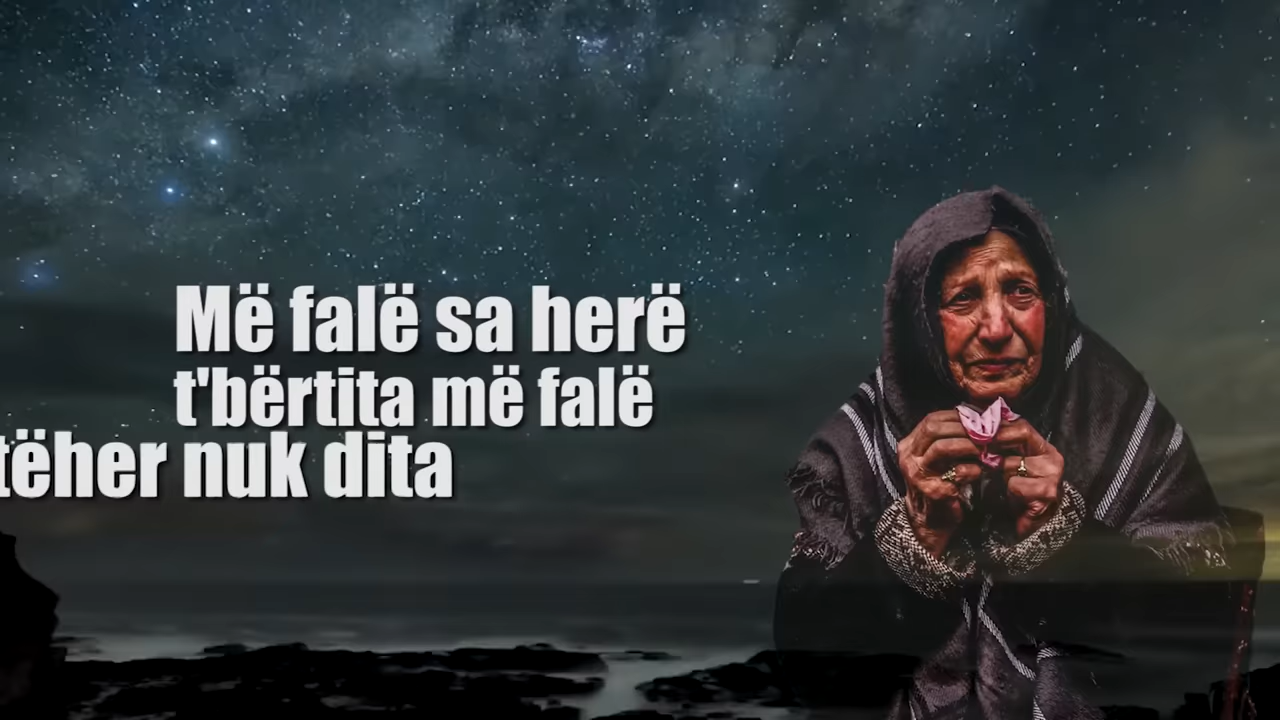 Më falë sa herë
t'bërtita më falë
tëher nuk dita